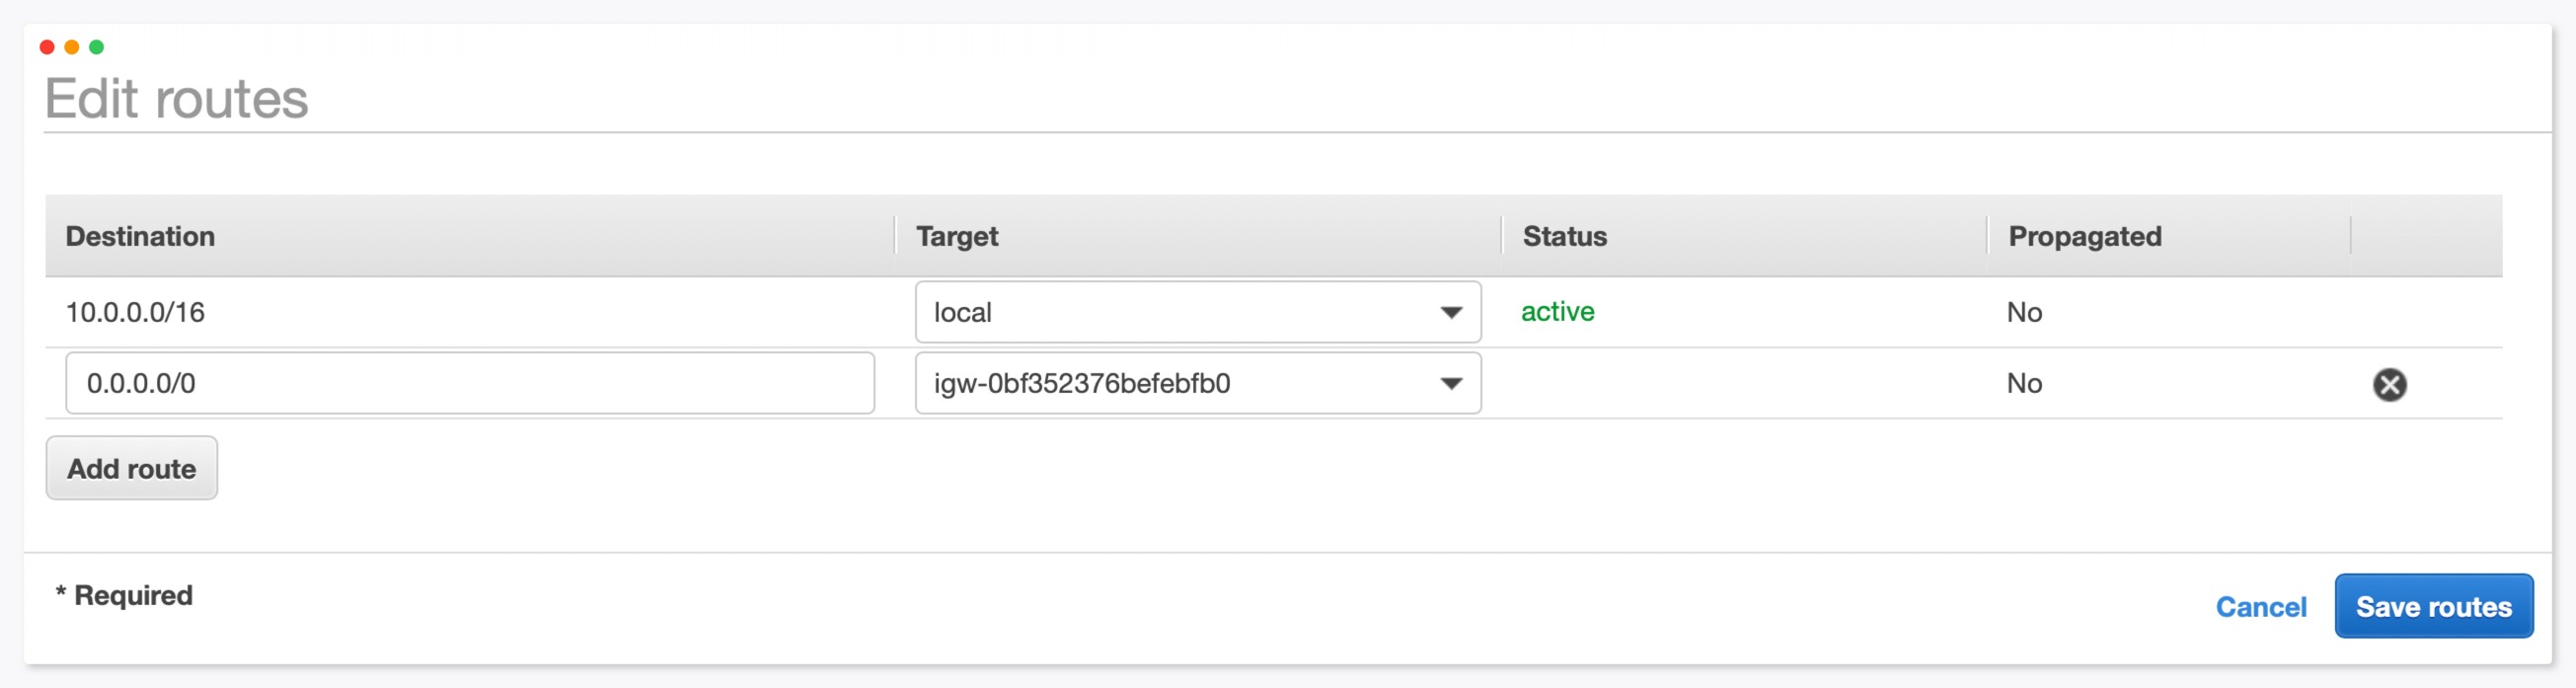 Edit routes
Destination Target Status Propagated
10.0.0.0/16 local active No
0.0.0.0/0 igw-0bf352376befebfb0 No
Add route
* Required
Cancel Save routes